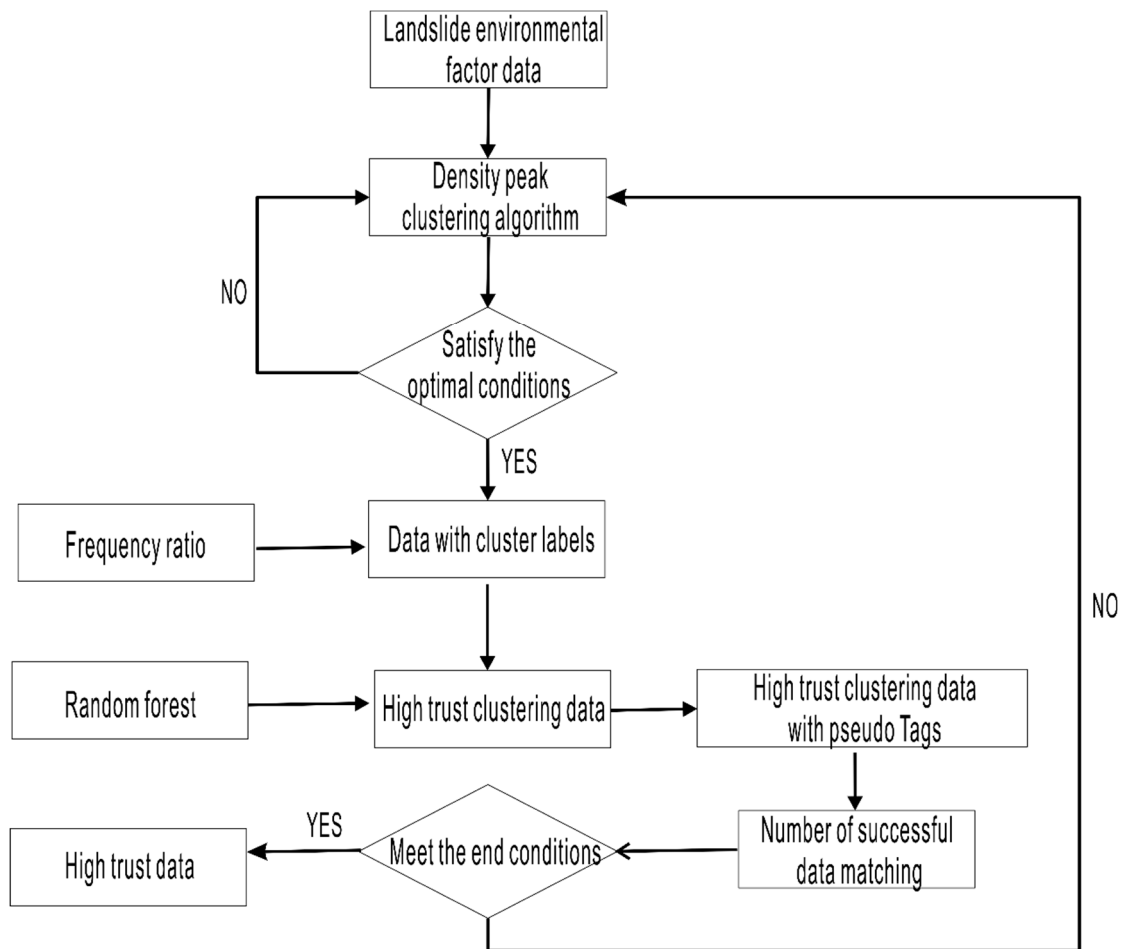 Landslide environmental
factor data
Density peak
clustering algorithm
NO
Satisfy the
optimal conditions
YES
Frequency ratio
Data with cluster labels
NO
Random forest
High trust clustering data
High trust clustering data
with pseudo Tags
YES
High trust data
Meet the end conditions
Number of successful
data matching